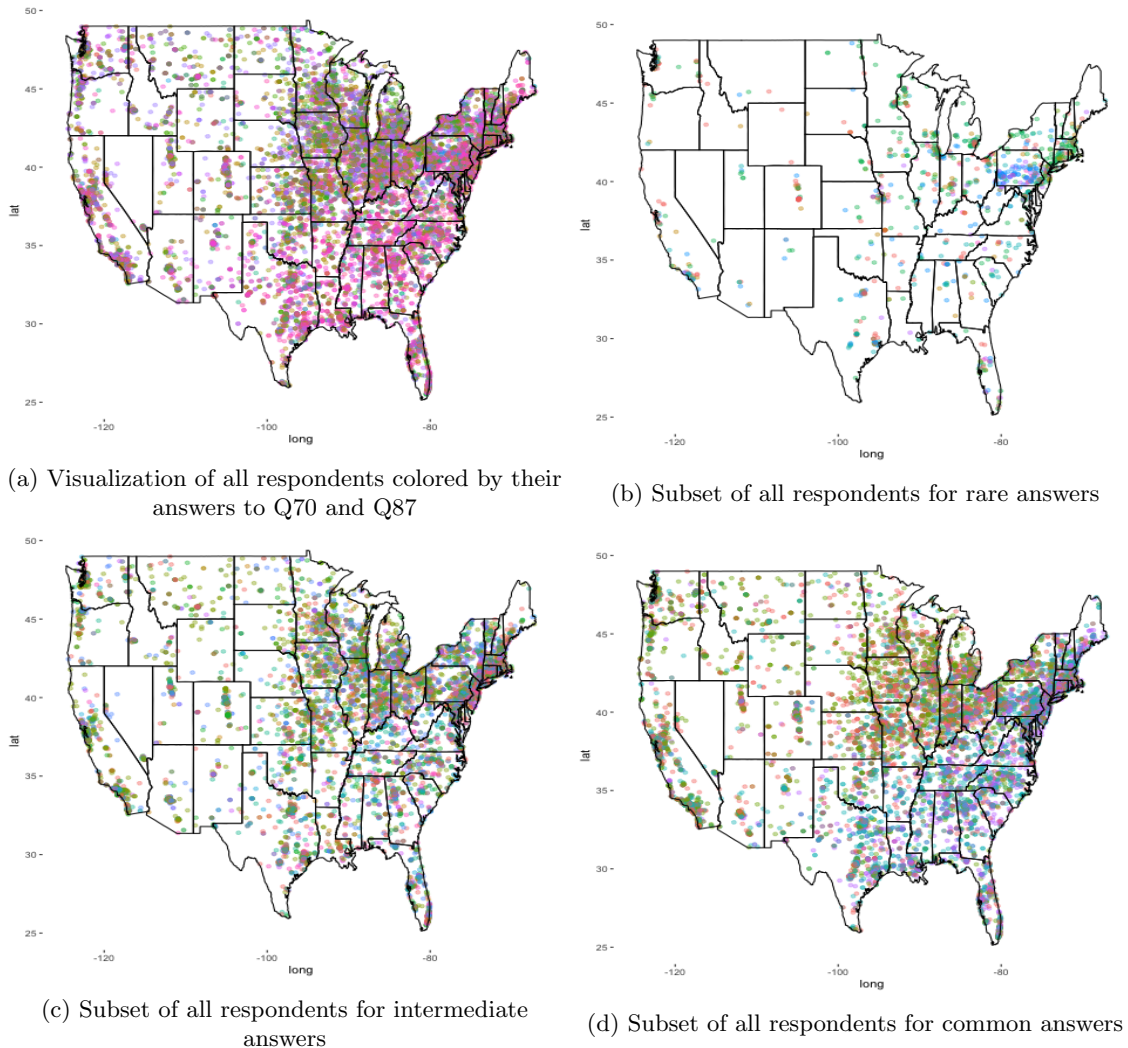 50
45
40
35
30
25
lat
-120
-100
-80
long
(a) Visualization of all respondents colored by their
answers to Q70 and Q87
50
45
40
35
30
25
lat
-120
-100
-80
long
(b) Subset of all respondents for rare answers
50
45
40
35
30
25
lat
-120
-100
-80
long
(c) Subset of all respondents for intermediate
answers
50
45
40
35
30
25
lat
-120
-100
-80
long
(d) Subset of all respondents for common answers